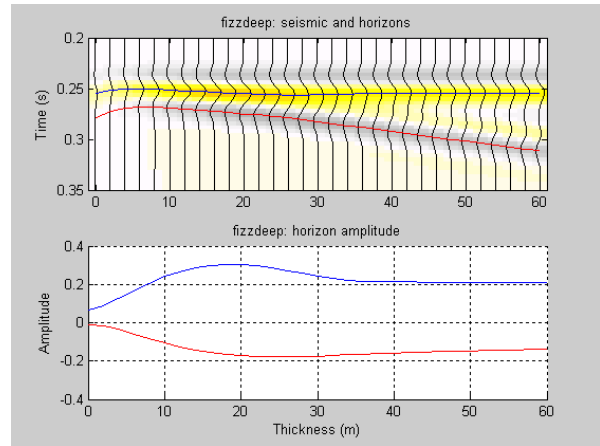 fizzdeep: seismic and horizons
Time (s)
0.2
0.25
0.3
0.35
0 10 20 30 40 50 60
fizzdeep: horizon amplitude
Amplitude
0.4
0.2
0
-0.2
-0.4
0 10 20 30 40 50 60
Thickness (m)